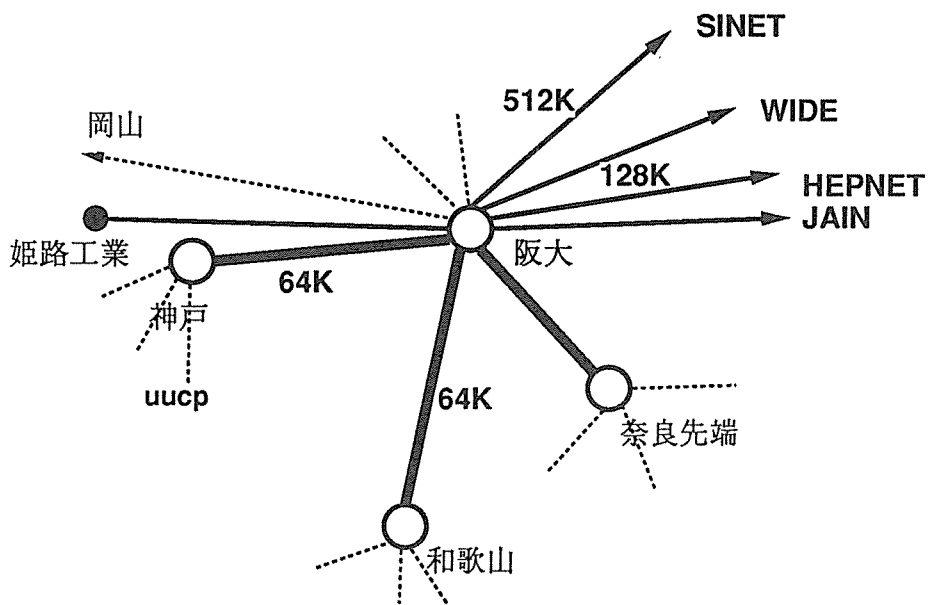 SINET
512K
WIDE
岡山
128K
HEPNET
JAIN
姫路工業
阪大
64K
神戸
uucp
64K
奈良先端
和歌山